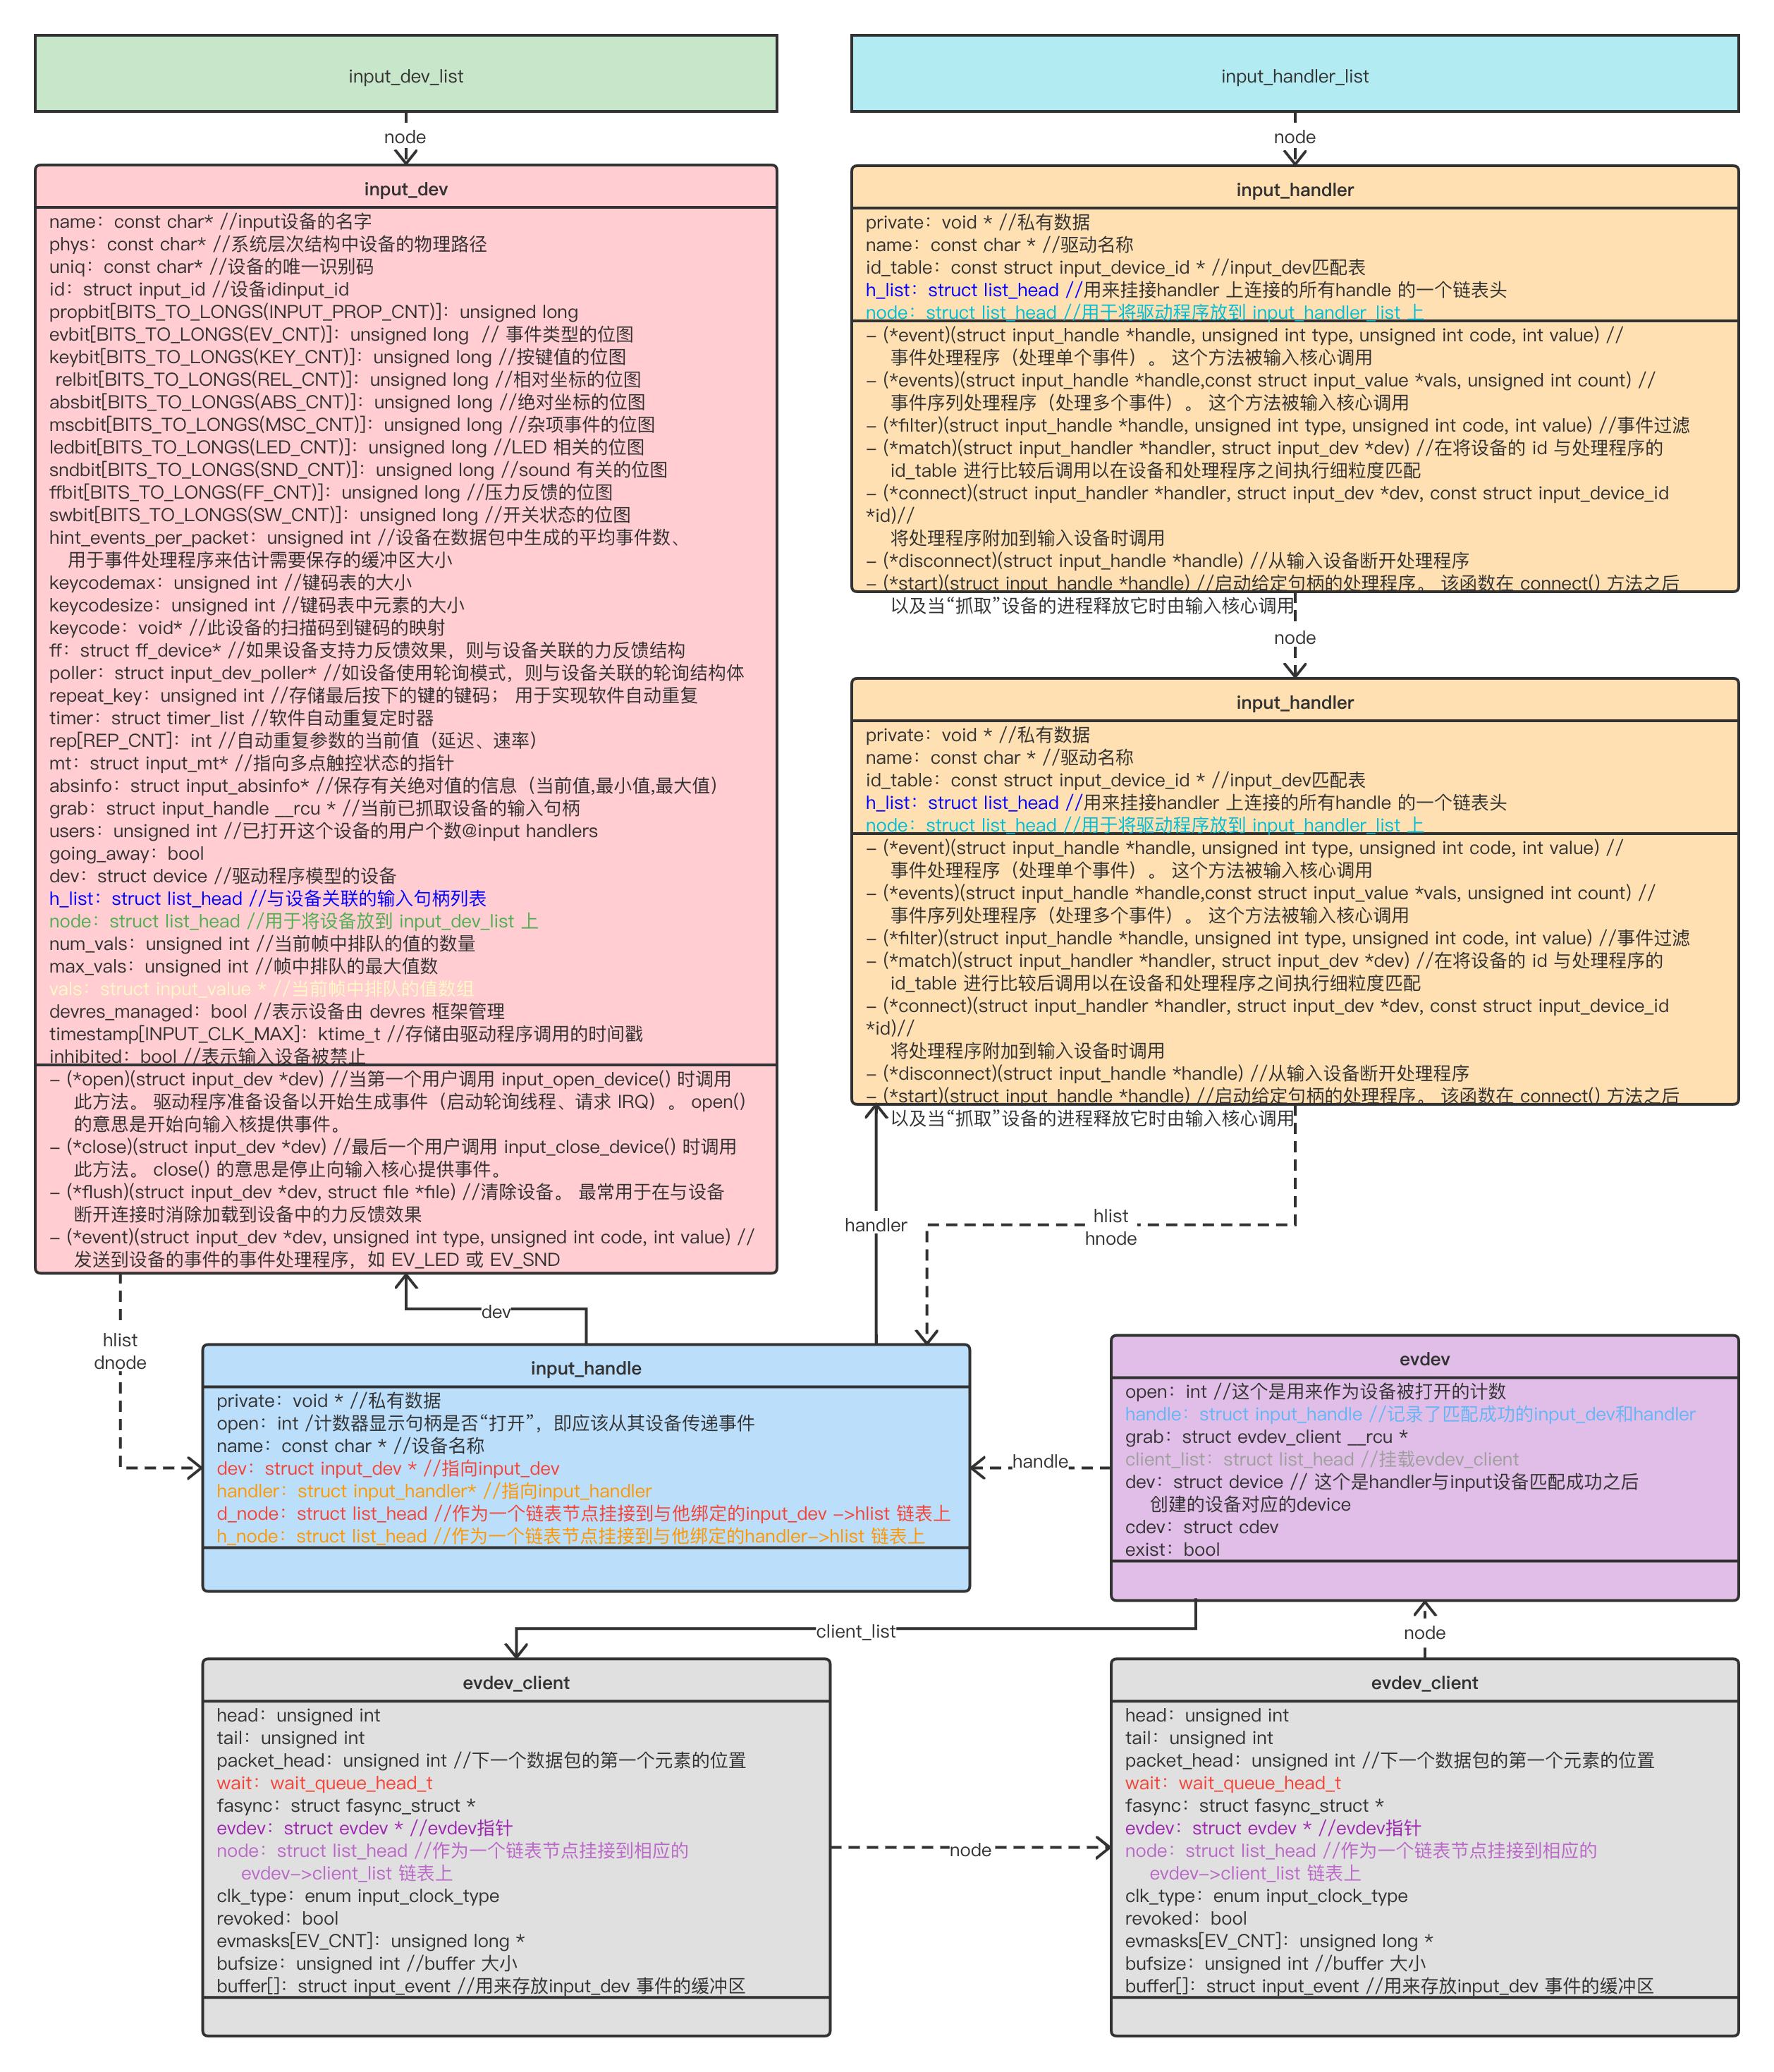 input_dev_list
node
input_dev
name：const char* //input设备的名字
phys：const char* //系统层次结构中设备的物理路径
uniq：const char* //设备的唯一识别码
id：struct input_id //设备idinput_id
propbit[BITS_TO_LONGS(INPUT_PROP_CNT)]：unsigned long
evbit[BITS_TO_LONGS(EV_CNT)]：unsigned long  // 事件类型的位图
keybit[BITS_TO_LONGS(KEY_CNT)]：unsigned long //按键值的位图
relbit[BITS_TO_LONGS(REL_CNT)]：unsigned long //相对坐标的位图
absbit[BITS_TO_LONGS(ABS_CNT)]：unsigned long //绝对坐标的位图
mscbit[BITS_TO_LONGS(MSC_CNT)]：unsigned long //杂项事件的位图
ledbit[BITS_TO_LONGS(LED_CNT)]：unsigned long //LED 相关的位图
sndbit[BITS_TO_LONGS(SND_CNT)]：unsigned long //sound 有关的位图
ffbit[BITS_TO_LONGS(FF_CNT)]：unsigned long //压力反馈的位图
swbit[BITS_TO_LONGS(SW_CNT)]：unsigned long //开关状态的位图
hint_events_per_packet：unsigned int //设备在数据包中生成的平均事件数、
用于事件处理程序来估计需要保存的缓冲区大小
keycodemax：unsigned int //键码表的大小
keycodesize：unsigned int //键码表中元素的大小
keycode：void* //此设备的扫描码到键码的映射
ff：struct ff_device* //如果设备支持力反馈效果，则与设备关联的力反馈结构
poller：struct input_dev_poller* //如设备使用轮询模式，则与设备关联的轮询结构体
repeat_key：unsigned int //存储最后按下的键的键码； 用于实现软件自动重复
timer：struct timer_list //软件自动重复定时器
rep[REP_CNT]：int //自动重复参数的当前值（延迟、速率）
mt：struct input_mt* //指向多点触控状态的指针
absinfo：struct input_absinfo* //保存有关绝对值的信息（当前值,最小值,最大值）
grab：struct input_handle __rcu * //当前已抓取设备的输入句柄
users：unsigned int //已打开这个设备的用户个数@input handlers
going_away：bool
dev：struct device //驱动程序模型的设备
h_list：struct list_head //与设备关联的输入句柄列表
node：struct list_head //用于将设备放到 input_dev_list 上
num_vals：unsigned int //当前帧中排队的值的数量
max_vals：unsigned int //帧中排队的最大值数
vals：struct input_value * //当前帧中排队的值数组
devres_managed：bool //表示设备由 devres 框架管理
timestamp[INPUT_CLK_MAX]：ktime_t //存储由驱动程序调用的时间戳
inhibited：bool //表示输入设备被禁止
– (*open)(struct input_dev *dev) //当第一个用户调用 input_open_device() 时调用
此方法。 驱动程序准备设备以开始生成事件（启动轮询线程、请求 IRQ）。 open()
的意思是开始向输入核提供事件。
– (*close)(struct input_dev *dev) //最后一个用户调用 input_close_device() 时调用
此方法。 close() 的意思是停止向输入核心提供事件。
– (*flush)(struct input_dev *dev, struct file *file) //清除设备。 最常用于在与设备
断开连接时消除加载到设备中的力反馈效果
– (*event)(struct input_dev *dev, unsigned int type, unsigned int code, int value) //
发送到设备的事件的事件处理程序，如 EV_LED 或 EV_SND
input_handler_list
node
input_handler
private：void * //私有数据
name：const char * //驱动名称
id_table：const struct input_device_id * //input_dev匹配表
h_list：struct list_head //用来挂接handler 上连接的所有handle 的一个链表头
node：struct list_head //用于将驱动程序放到 input_handler_list 上
– (*event)(struct input_handle *handle, unsigned int type, unsigned int code, int value) //
事件处理程序（处理单个事件）。 这个方法被输入核心调用
– (*events)(struct input_handle *handle,const struct input_value *vals, unsigned int count) //
事件序列处理程序（处理多个事件）。 这个方法被输入核心调用
– (*filter)(struct input_handle *handle, unsigned int type, unsigned int code, int value) //事件过滤
– (*match)(struct input_handler *handler, struct input_dev *dev) //在将设备的 id 与处理程序的
id_table 进行比较后调用以在设备和处理程序之间执行细粒度匹配
– (*connect)(struct input_handler *handler, struct input_dev *dev, const struct input_device_id
*id)//
将处理程序附加到输入设备时调用
– (*disconnect)(struct input_handle *handle) //从输入设备断开处理程序
– (*start)(struct input_handle *handle) //启动给定句柄的处理程序。 该函数在 connect() 方法之后
以及当“抓取”设备的进程释放它时由输入核心调用
node
input_handler
private：void * //私有数据
name：const char * //驱动名称
id_table：const struct input_device_id * //input_dev匹配表
h_list：struct list_head //用来挂接handler 上连接的所有handle 的一个链表头
node：struct list_head //用于将驱动程序放到 input_handler_list 上
– (*event)(struct input_handle *handle, unsigned int type, unsigned int code, int value) //
事件处理程序（处理单个事件）。 这个方法被输入核心调用
– (*events)(struct input_handle *handle,const struct input_value *vals, unsigned int count) //
事件序列处理程序（处理多个事件）。 这个方法被输入核心调用
– (*filter)(struct input_handle *handle, unsigned int type, unsigned int code, int value) //事件过滤
– (*match)(struct input_handler *handler, struct input_dev *dev) //在将设备的 id 与处理程序的
id_table 进行比较后调用以在设备和处理程序之间执行细粒度匹配
– (*connect)(struct input_handler *handler, struct input_dev *dev, const struct input_device_id
*id)//
将处理程序附加到输入设备时调用
– (*disconnect)(struct input_handle *handle) //从输入设备断开处理程序
– (*start)(struct input_handle *handle) //启动给定句柄的处理程序。 该函数在 connect() 方法之后
以及当“抓取”设备的进程释放它时由输入核心调用
handler
hlist
hnode
dev
hlist
dnode
input_handle
private：void * //私有数据
open：int /计数器显示句柄是否“打开”，即应该从其设备传递事件
name：const char * //设备名称
dev：struct input_dev * //指向input_dev
handler：struct input_handler* //指向input_handler
d_node：struct list_head //作为一个链表节点挂接到与他绑定的input_dev –>hlist 链表上
h_node：struct list_head //作为一个链表节点挂接到与他绑定的handler–>hlist 链表上
handle
evdev
open：int //这个是用来作为设备被打开的计数
handle：struct input_handle //记录了匹配成功的input_dev和handler
grab：struct evdev_client __rcu *
client_list：struct list_head //挂载evdev_client
dev：struct device // 这个是handler与input设备匹配成功之后
创建的设备对应的device
cdev：struct cdev
exist：bool
client_list
node
evdev_client
head：unsigned int
tail：unsigned int
packet_head：unsigned int //下一个数据包的第一个元素的位置
wait：wait_queue_head_t
fasync：struct fasync_struct *
evdev：struct evdev * //evdev指针
node：struct list_head //作为一个链表节点挂接到相应的
evdev–>client_list 链表上
clk_type：enum input_clock_type
revoked：bool
evmasks[EV_CNT]：unsigned long *
bufsize：unsigned int //buffer 大小
buffer[]：struct input_event //用来存放input_dev 事件的缓冲区
node
evdev_client
head：unsigned int
tail：unsigned int
packet_head：unsigned int //下一个数据包的第一个元素的位置
wait：wait_queue_head_t
fasync：struct fasync_struct *
evdev：struct evdev * //evdev指针
node：struct list_head //作为一个链表节点挂接到相应的
evdev–>client_list 链表上
clk_type：enum input_clock_type
revoked：bool
evmasks[EV_CNT]：unsigned long *
bufsize：unsigned int //buffer 大小
buffer[]：struct input_event //用来存放input_dev 事件的缓冲区